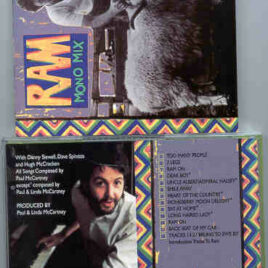 RAM
MONO MIX
With Denny Seiwell, Dave Spinoza
and Hugh McCracken
All Songs Composed by
Paul McCartney
except* composed by
Paul & Linda McCartney
PRODUCED BY
Paul & Linda McCartney
TOO MANY PEOPLE
3 LEGS
RAM ON
DEAR BOY*
UNCLE ALBERT/ADMIRAL HALSEY*
SMILE AWAY
HEART OF THE COUNTRY*
MONKBERRY MOON DELIGHT*
EAT AT HOME*
LONG HAIRED LADY*
RAM ON
BACK SEAT OF MY CAR